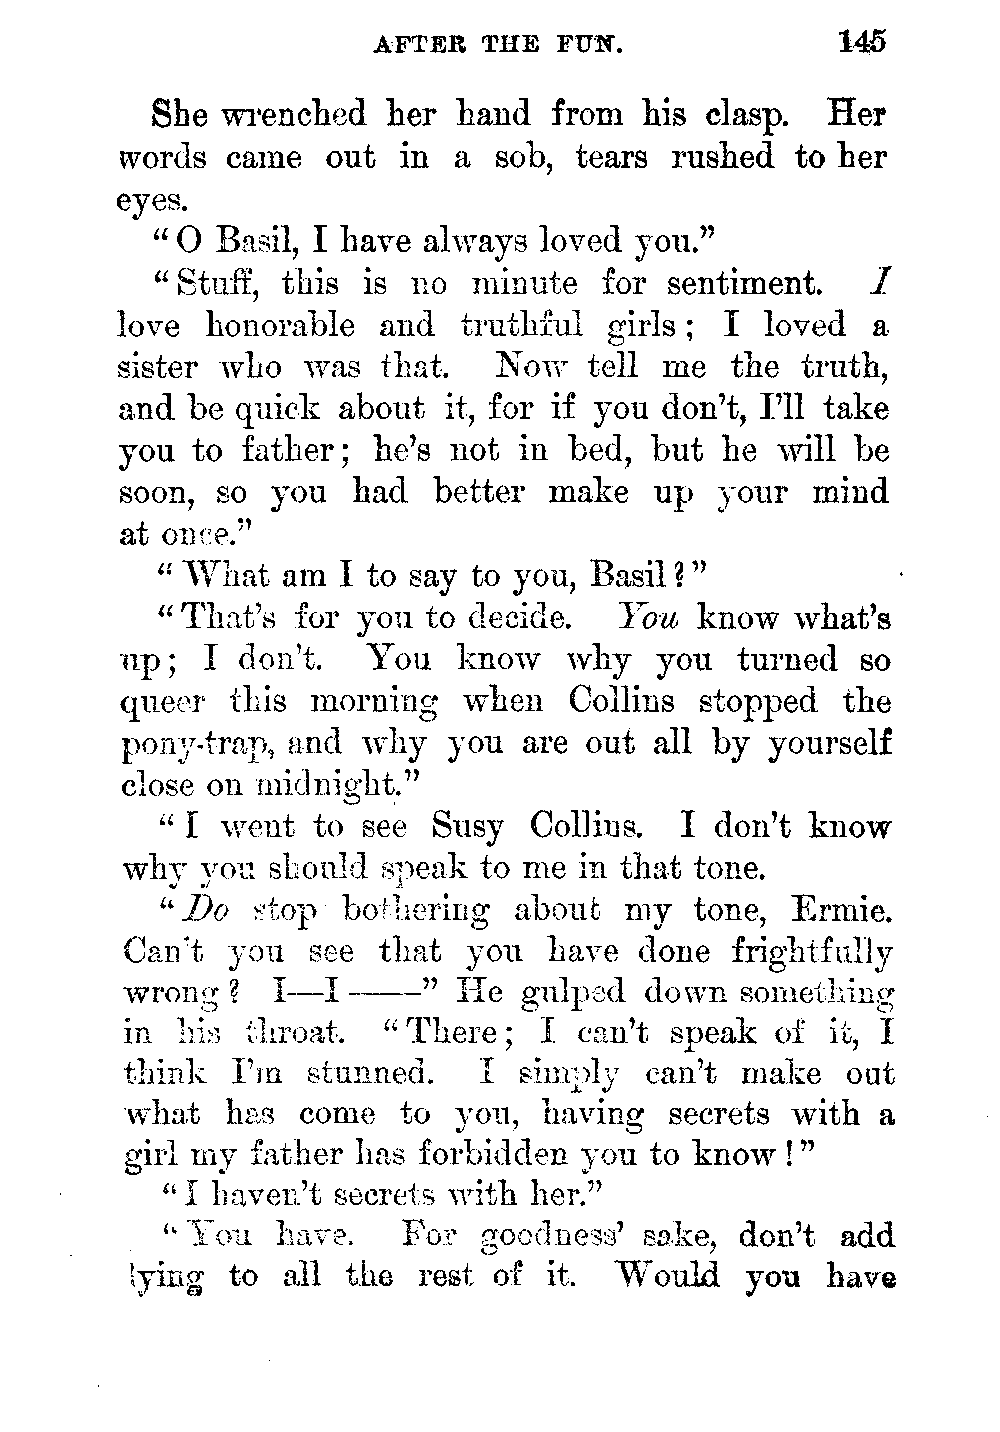 AFTER THE FUN. 145
She wrenched her hand from his clasp. Her
words came out in a sob, tears rushed to her
eyes.
“O Basil, I have always loved you.”
“Stuff, this is no minute for sentiment. I
love honorable and truthful girls; I loved a
sister who was that. Now tell me the truth,
and be quick about it, for if you don’t, I’ll take
you to father; he’s not in bed, but he will be
soon, so you had better make up your mind
at once.”
“What am I to say to you, Basil?”
“That’s for you to decide. You know what’s
up; I don’t. You know why you turned so
queer this morning when Collins stopped the
pony-trap, and why you are out all by yourself
close on midnight.”
“I went to see Susy Collins. I don’t know
why you should speak to me in that tone.
“Do stop bothering about my tone, Ermie.
Can’t you see that you have done frightfully
wrong? I—I ——” He gulped down something
in his throat. “There; I can’t speak of it, I
think I’m stunned. I simply can’t make out
what has come to you, having secrets with a
girl my father has forbidden you to know!”
“I haven’t secrets with her.”
“You have. For goodness’ sake, don’t add
lying to all the rest of it. Would you have